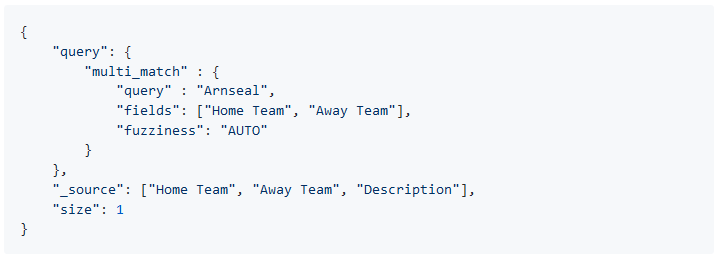 {
    "query": {
        "multi_match" : {
            "query" : "Arnseal",
            "fields": ["Home Team", "Away Team"],
            "fuzziness": "AUTO"
        }
    },
    "_source": ["Home Team", "Away Team", "Description"],
    "size": 1
}